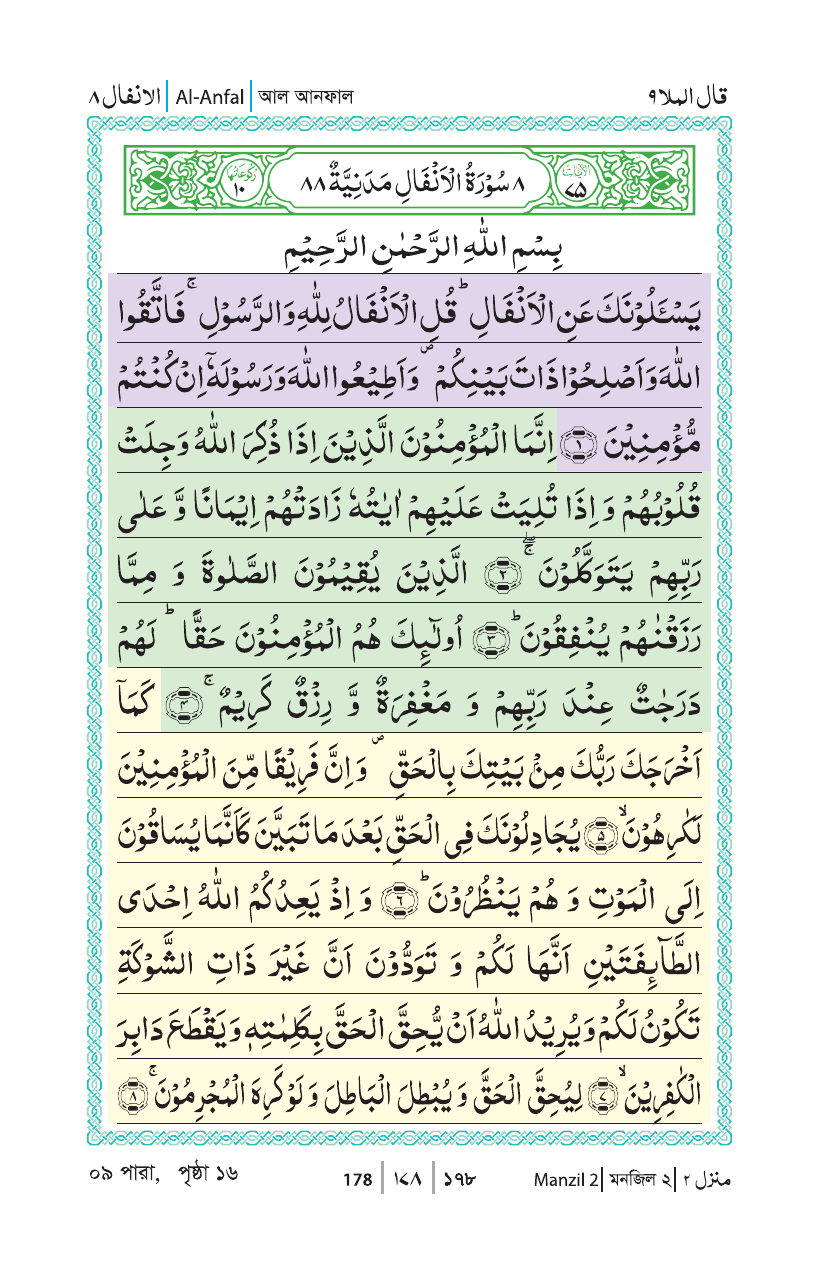 الانفال ٨ | Al-Anfal | আল আনফাল
قال الملا ٩
الاٰیات ٧٥
٨ سُوْرَةُ الْاَنْفَالِ مَدَنِيَّةٌ ٨٨
رکوعاتها ١٠
بِسْمِ اللّٰهِ الرَّحْمٰنِ الرَّحِيْمِ
يَسْـَٔلُوْنَكَ عَنِ الْاَنْفَالِ ؕ قُلِ الْاَنْفَالُ لِلّٰهِ وَالرَّسُوْلِ ۚ فَاتَّقُوا
اللّٰهَ وَاَصْلِحُوْا ذَاتَ بَيْنِكُمْ ۪ وَاَطِيْعُوا اللّٰهَ وَرَسُوْلَهٗۤ اِنْ كُنْتُمْ
مُّؤْمِنِيْنَ ﴿١﴾ اِنَّمَا الْمُؤْمِنُوْنَ الَّذِيْنَ اِذَا ذُكِرَ اللّٰهُ وَجِلَتْ
قُلُوْبُهُمْ وَ اِذَا تُلِيَتْ عَلَيْهِمْ اٰيٰتُهٗ زَادَتْهُمْ اِيْمَانًا وَّ عَلٰى
رَبِّهِمْ يَتَوَكَّلُوْنَ ۚۖ ﴿٢﴾ الَّذِيْنَ يُقِيْمُوْنَ الصَّلٰوةَ وَ مِمَّا
رَزَقْنٰهُمْ يُنْفِقُوْنَ ؕ ﴿٣﴾ اُولٰٓئِكَ هُمُ الْمُؤْمِنُوْنَ حَقًّا ؕ لَهُمْ
دَرَجٰتٌ عِنْدَ رَبِّهِمْ وَ مَغْفِرَةٌ وَّ رِزْقٌ كَرِيْمٌ ۚ ﴿٤﴾ كَمَاۤ
اَخْرَجَكَ رَبُّكَ مِنْۢ بَيْتِكَ بِالْحَقِّ ۪ وَاِنَّ فَرِيْقًا مِّنَ الْمُؤْمِنِيْنَ
لَكٰرِهُوْنَ ۙ ﴿٥﴾ يُجَادِلُوْنَكَ فِى الْحَقِّ بَعْدَ مَا تَبَيَّنَ كَاَنَّمَا يُسَاقُوْنَ
اِلَى الْمَوْتِ وَ هُمْ يَنْظُرُوْنَ ؕ ﴿٦﴾ وَ اِذْ يَعِدُكُمُ اللّٰهُ اِحْدَى
الطَّآئِفَتَيْنِ اَنَّهَا لَكُمْ وَ تَوَدُّوْنَ اَنَّ غَيْرَ ذَاتِ الشَّوْكَةِ
تَكُوْنُ لَكُمْ وَيُرِيْدُ اللّٰهُ اَنْ يُّحِقَّ الْحَقَّ بِكَلِمٰتِهٖ وَيَقْطَعَ دَابِرَ
الْكٰفِرِيْنَ ۙ ﴿٧﴾ لِيُحِقَّ الْحَقَّ وَ يُبْطِلَ الْبَاطِلَ وَ لَوْ كَرِهَ الْمُجْرِمُوْنَ ۚ ﴿٨﴾
০৯ পারা, পৃষ্ঠা ১৬
178 | ١٧٨ | ১৭৮
Manzil 2 | মনজিল ২ | منزل ٢